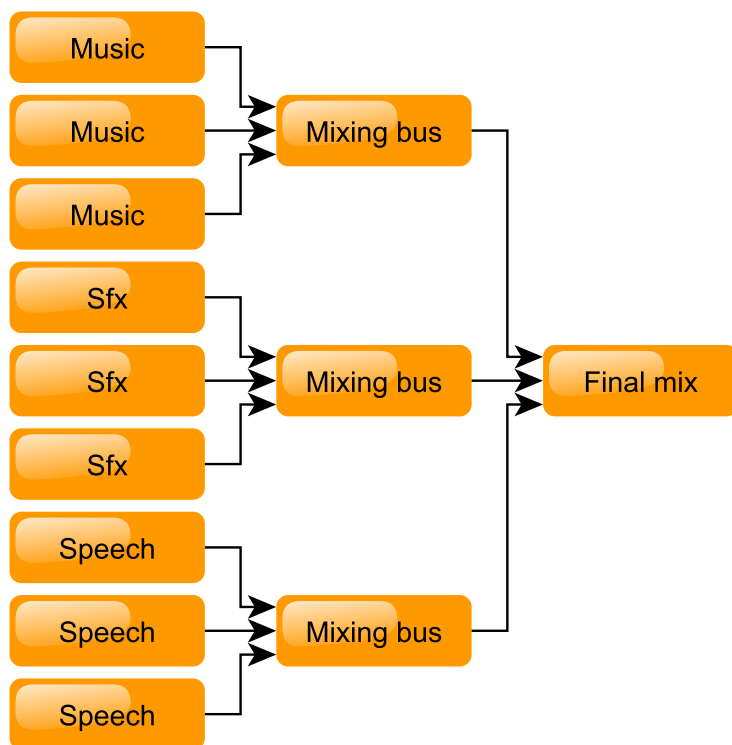 Music
Music
Music
Sfx
Sfx
Sfx
Speech
Speech
Speech
Mixing bus
Mixing bus
Mixing bus
Final mix